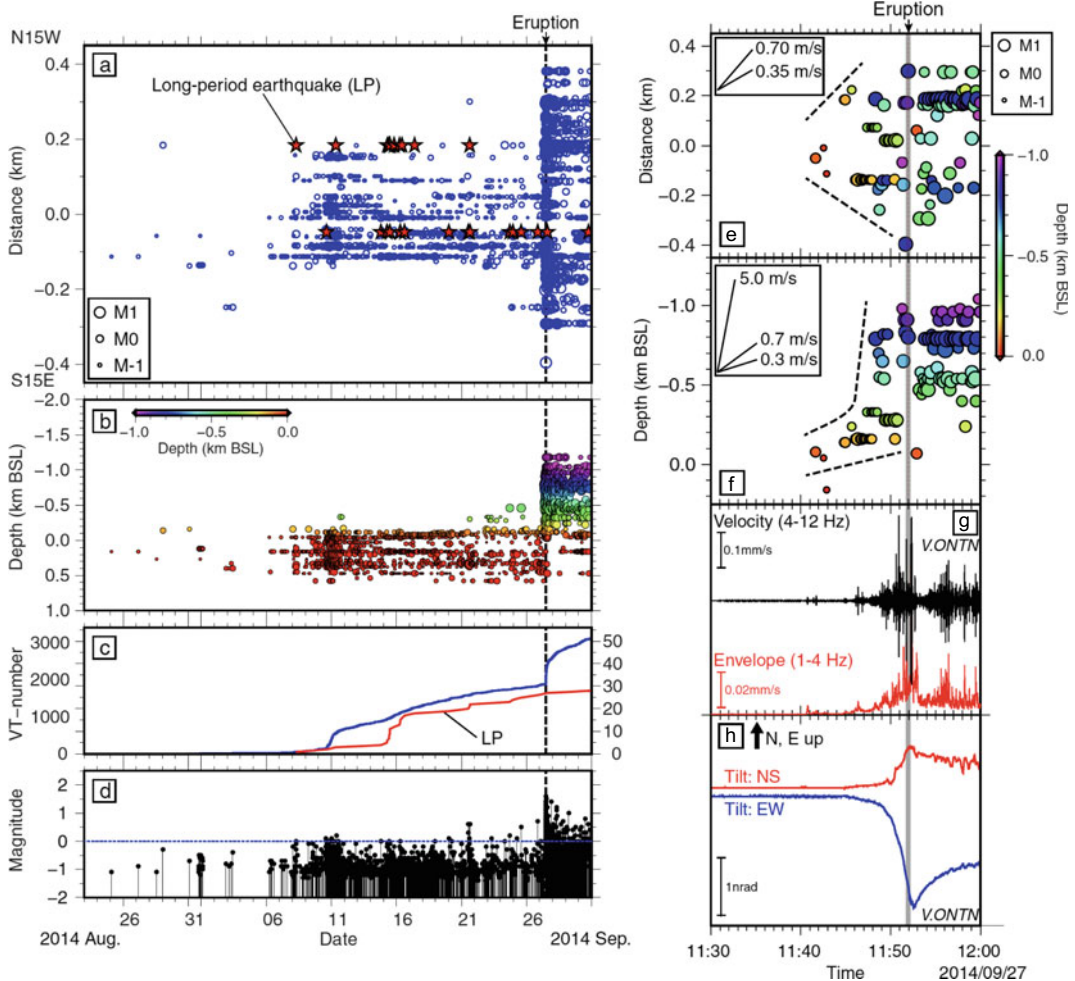 Eruption
N15W
a
Long-period earthquake (LP)
0.4
0.2
0.0
−0.2
−0.4
Distance (km)
M1
M0
M-1
S15E
b
−1.0
−0.5
0.0
Depth (km BSL)
−2.0
−1.5
−1.0
−0.5
0.0
0.5
1.0
Depth (km BSL)
c
3000
2000
1000
0
VT−number
LP
50
40
30
20
10
0
d
2
1
0
−1
−2
Magnitude
26
31
06
11
16
21
26
2014 Aug.
Date
2014 Sep.
Eruption
0.70 m/s
0.35 m/s
M1
M0
M-1
0.4
0.2
0.0
−0.2
−0.4
Distance (km)
e
−1.0
−0.5
0.0
Depth (km BSL)
5.0 m/s
0.7 m/s
0.3 m/s
−1.0
−0.5
0.0
Depth (km BSL)
f
Velocity (4-12 Hz)
g
0.1mm/s
V.ONTN
Envelope (1-4 Hz)
0.02mm/s
h
N, E up
Tilt: NS
Tilt: EW
1nrad
V.ONTN
11:30
11:40
11:50
12:00
Time
2014/09/27